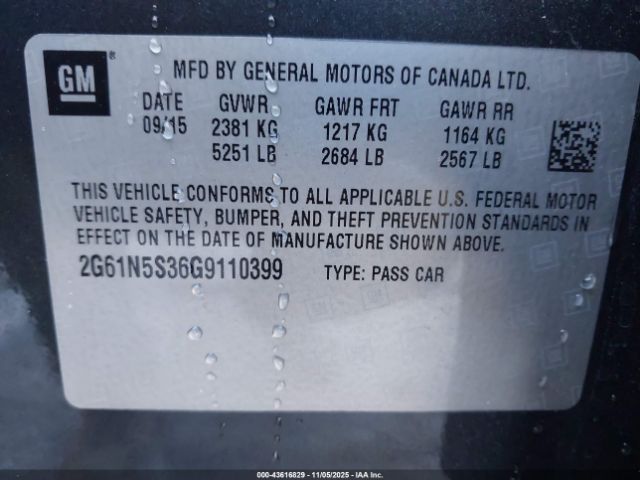 GM ®
MFD BY GENERAL MOTORS OF CANADA LTD.
DATE GVWR GAWR FRT GAWR RR
09/15 2381 KG 1217 KG 1164 KG
5251 LB 2684 LB 2567 LB
THIS VEHICLE CONFORMS TO ALL APPLICABLE U.S. FEDERAL MOTOR
VEHICLE SAFETY, BUMPER, AND THEFT PREVENTION STANDARDS IN
EFFECT ON THE DATE OF MANUFACTURE SHOWN ABOVE.
2G61N5S36G9110399 TYPE: PASS CAR
000-43616829 - 11/05/2025 - IAA Inc.